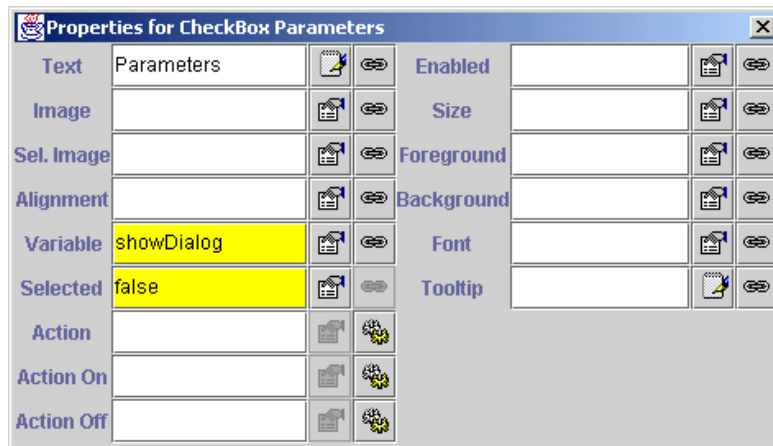 Properties for CheckBox Parameters
Text Parameters Enabled
Image Size
Sel. Image Foreground
Alignment Background
Variable showDialog Font
Selected false Tooltip
Action
Action On
Action Off